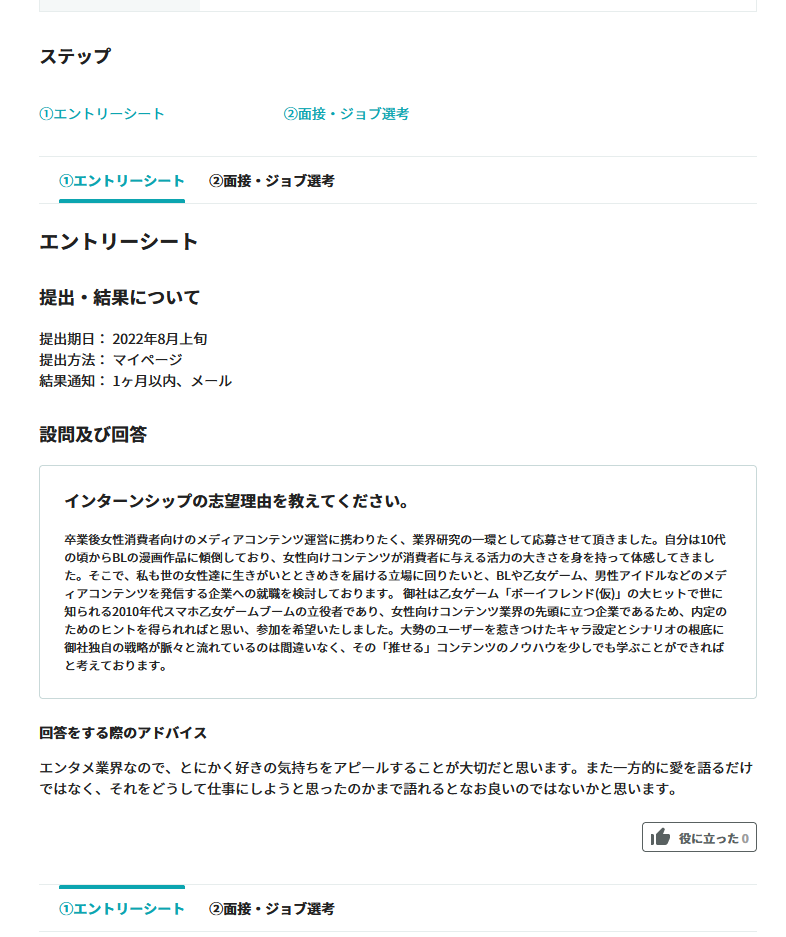 ステップ
①エントリーシート
②面接・ジョブ選考
①エントリーシート
②面接・ジョブ選考
エントリーシート
提出・結果について
提出期日： 2022年8月上旬
提出方法： マイページ
結果通知： 1ヶ月以内、メール
設問及び回答
インターンシップの志望理由を教えてください。
卒業後女性消費者向けのメディアコンテンツ運営に携わりたく、業界研究の一環として応募させて頂きました。自分は10代
の頃からBLの漫画作品に傾倒しており、女性向けコンテンツが消費者に与える活力の大きさを身を持って体感してきまし
た。そこで、私も世の女性達に生きがいとときめきを届ける立場に回りたいと、BLや乙女ゲーム、男性アイドルなどのメデ
ィアコンテンツを発信する企業への就職を検討しております。 御社は乙女ゲーム「ボーイフレンド(仮)」の大ヒットで世に
知られる2010年代スマホ乙女ゲームブームの立役者であり、女性向けコンテンツ業界の先頭に立つ企業であるため、内定の
ためのヒントを得られればと思い、参加を希望いたしました。大勢のユーザーを惹きつけたキャラ設定とシナリオの根底に
御社独自の戦略が脈々と流れているのは間違いなく、その「推せる」コンテンツのノウハウを少しでも学ぶことができれば
と考えております。
回答をする際のアドバイス
エンタメ業界なので、とにかく好きの気持ちをアピールすることが大切だと思います。また一方的に愛を語るだけ
ではなく、それをどうして仕事にしようと思ったのかまで語れるとなお良いのではないかと思います。
役に立った 0
①エントリーシート
②面接・ジョブ選考